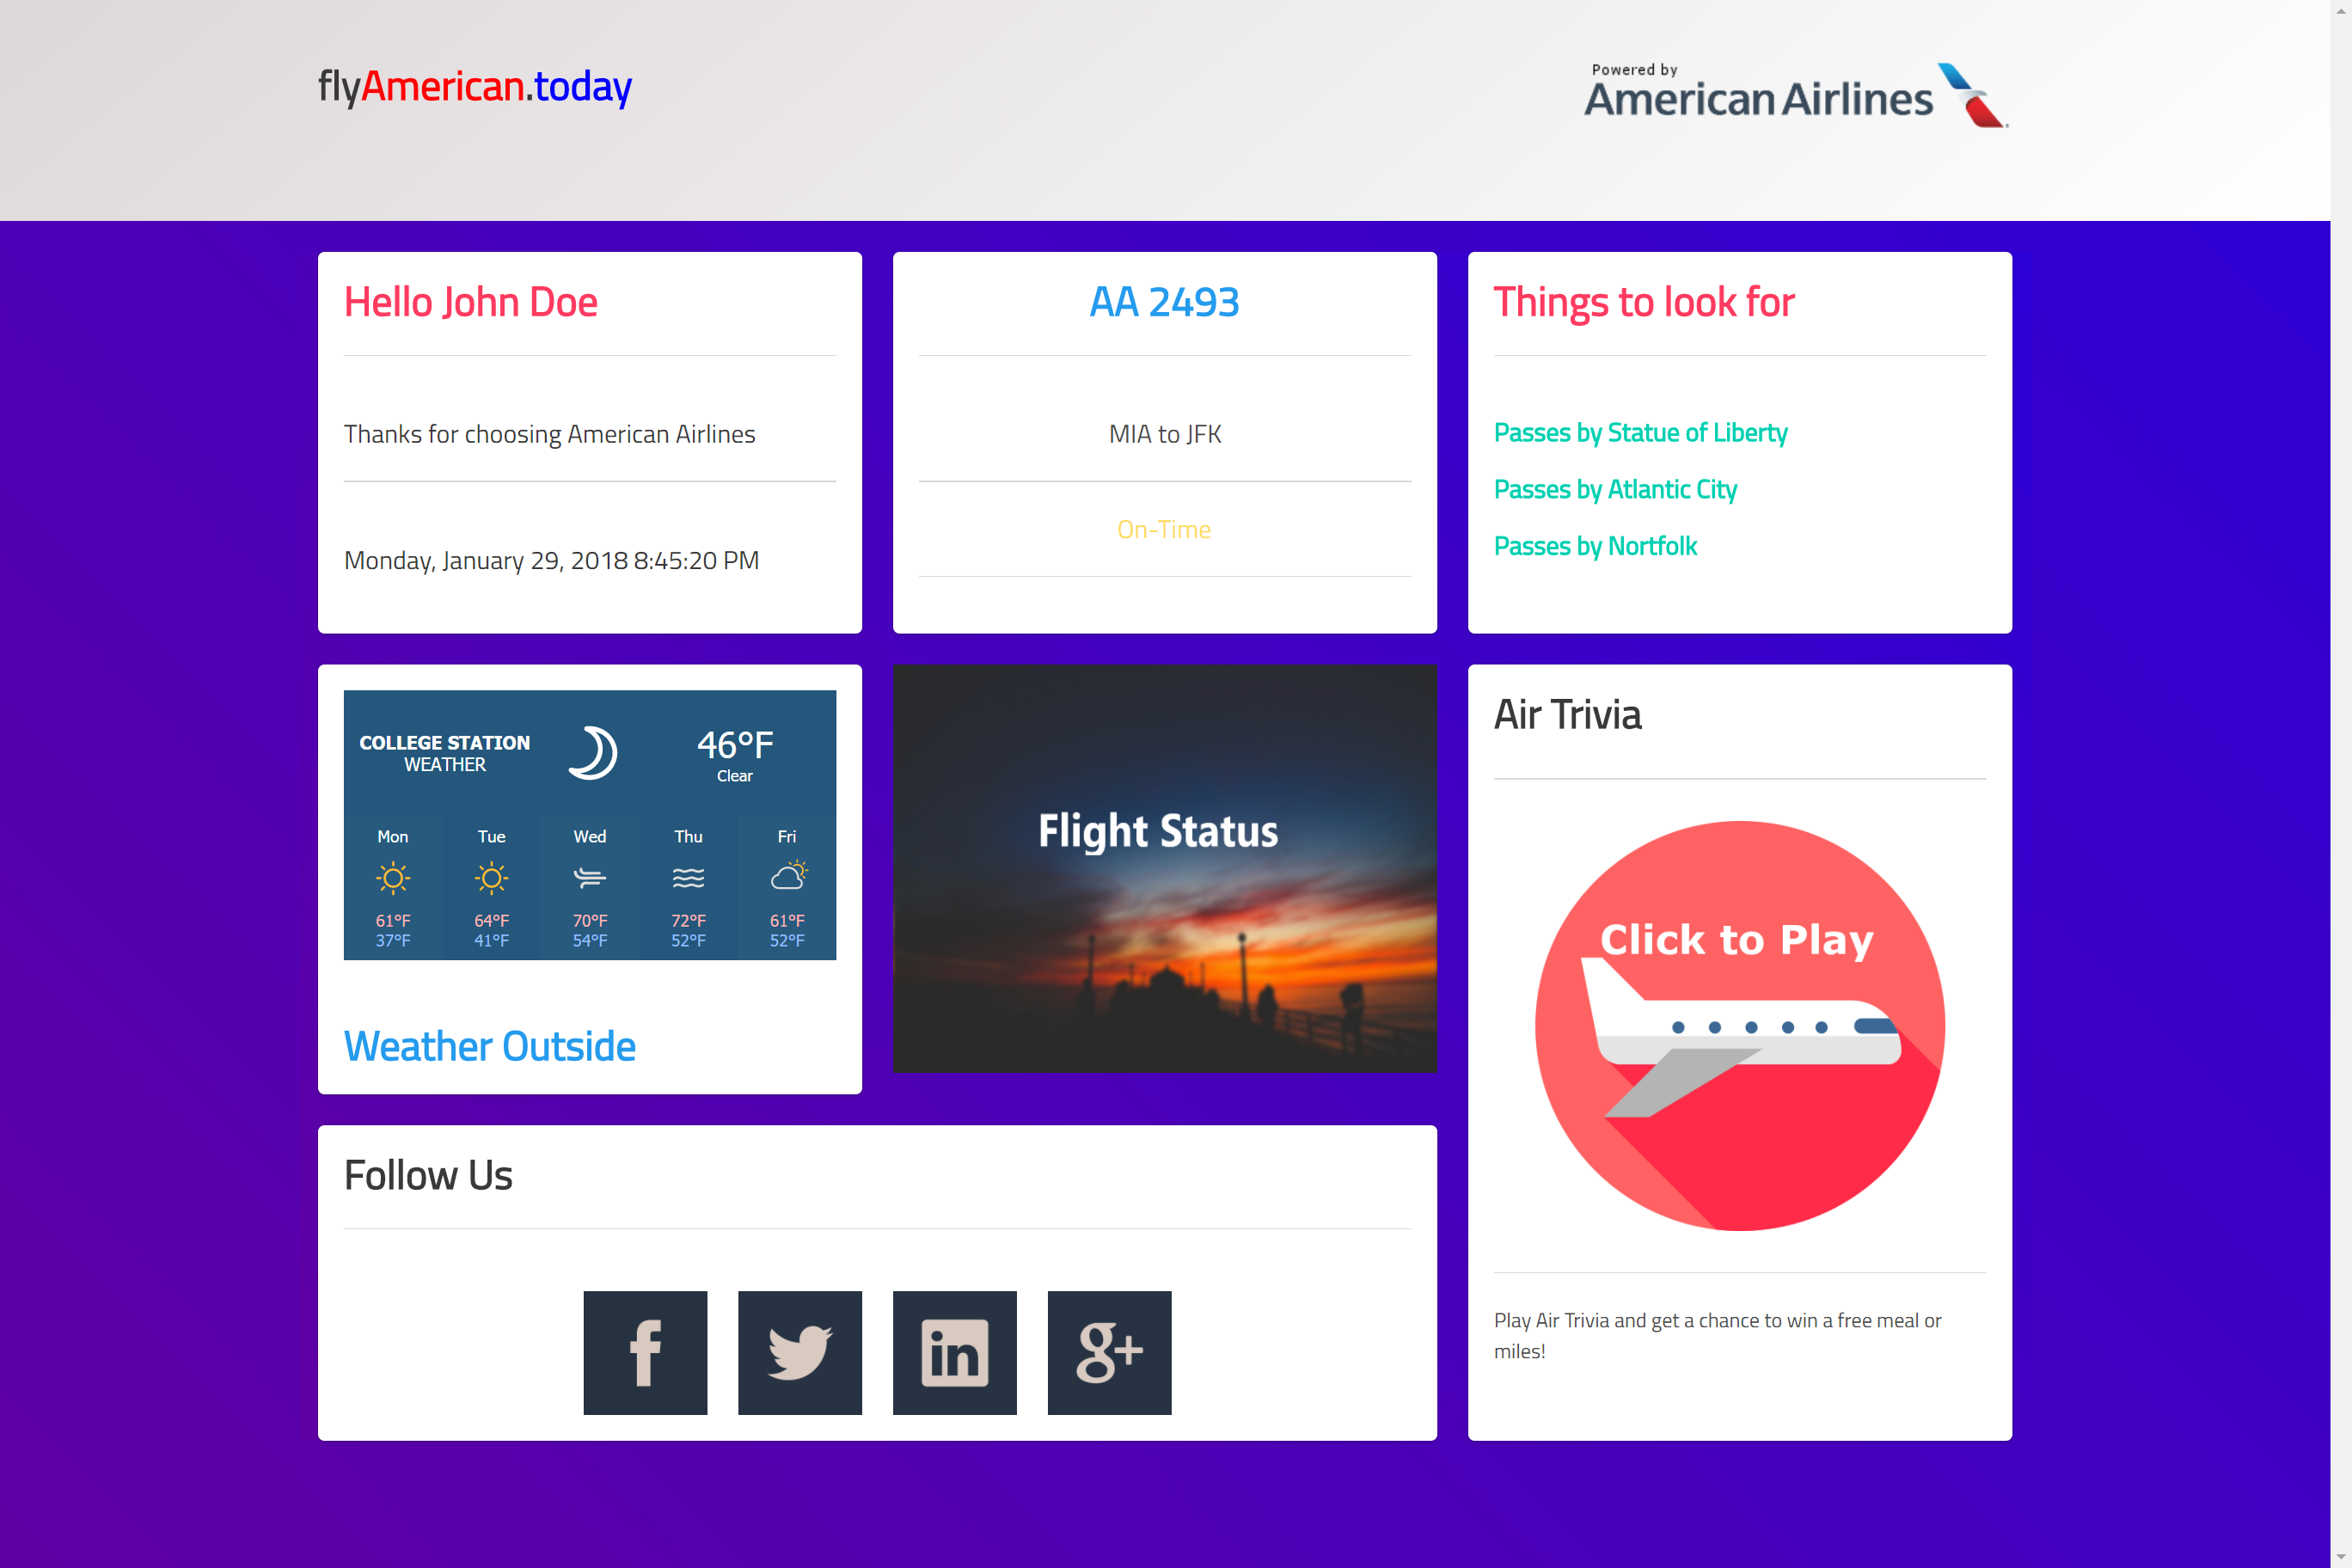 flyAmerican.today
Powered by
American Airlines
Hello John Doe
Thanks for choosing American Airlines
Monday, January 29, 2018 8:45:20 PM
AA 2493
MIA to JFK
On-Time
Things to look for
Passes by Statue of Liberty
Passes by Atlantic City
Passes by Nortfolk
COLLEGE STATION
WEATHER
46°F
Clear
Mon Tue Wed Thu Fri
61°F 64°F 70°F 72°F 61°F
37°F 41°F 54°F 52°F 52°F
Weather Outside
Flight Status
Air Trivia
Click to Play
Play Air Trivia and get a chance to win a free meal or
miles!
Follow Us
f in g+